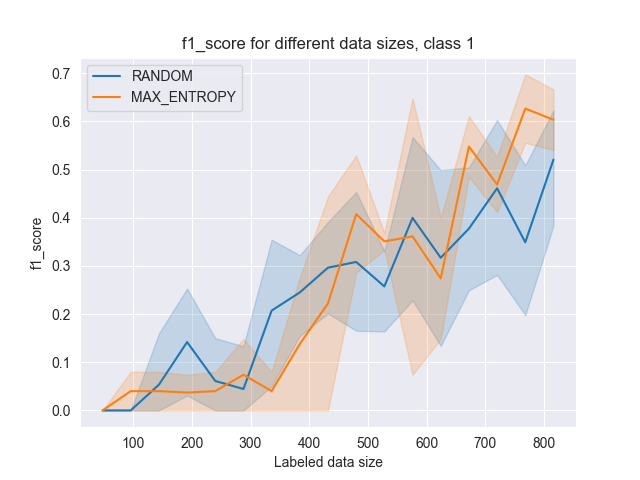 f1_score for different data sizes, class 1
RANDOM
MAX_ENTROPY
0.7
0.6
0.5
0.4
0.3
0.2
0.1
0.0
f1_score
100 200 300 400 500 600 700 800
Labeled data size